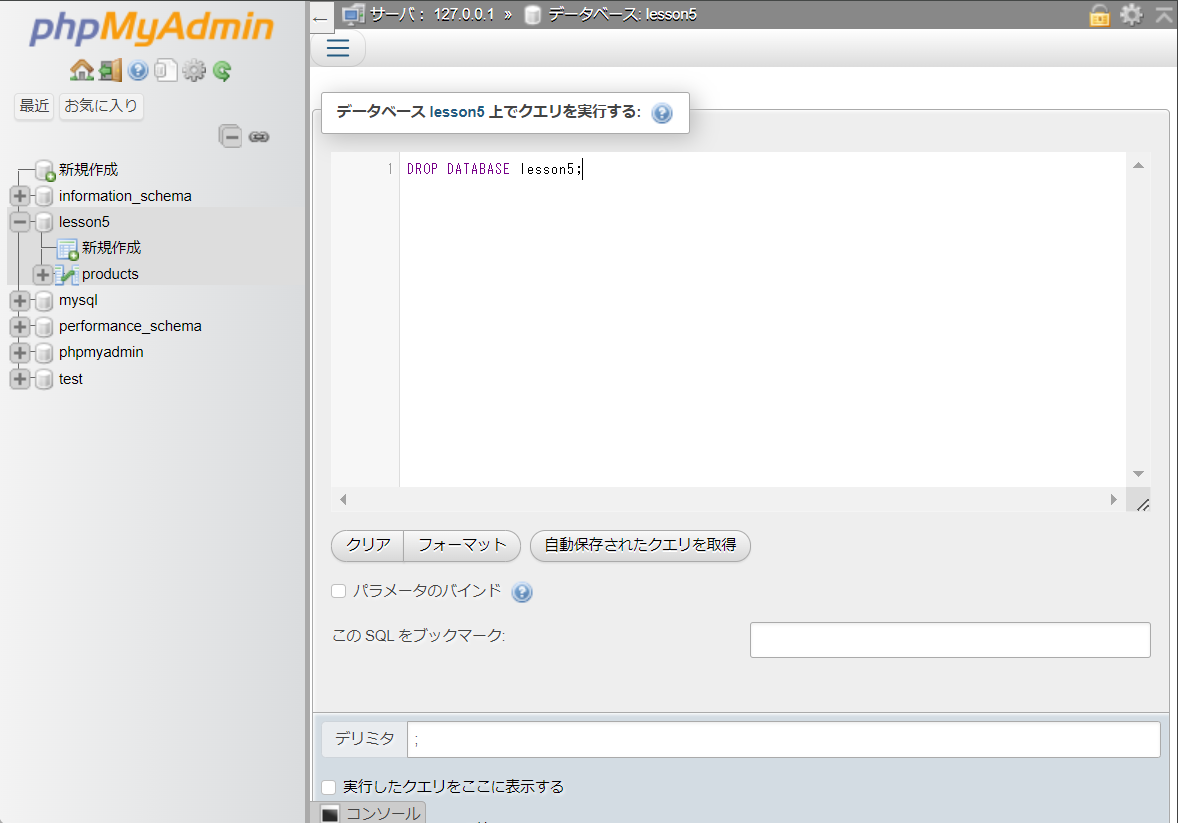 phpMyAdmin
最近 お気に入り
新規作成
information_schema
lesson5
新規作成
products
mysql
performance_schema
phpmyadmin
test
← サーバ： 127.0.0.1 » データベース: lesson5
データベース lesson5 上でクエリを実行する:
1 DROP DATABASE lesson5;
クリア フォーマット 自動保存されたクエリを取得
パラメータのバインド
この SQL をブックマーク:
デリミタ ;
実行したクエリをここに表示する
コンソール